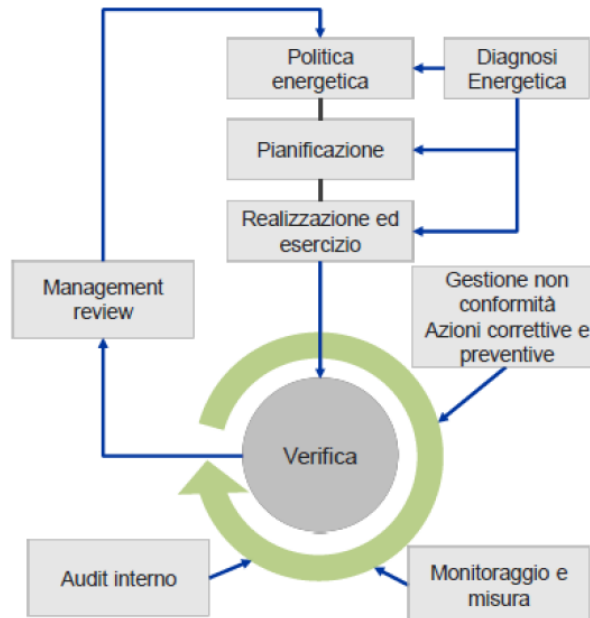 Politica
energetica
Diagnosi
Energetica
Pianificazione
Realizzazione ed
esercizio
Management
review
Gestione non
conformità
Azioni correttive e
preventive
Verifica
Audit interno
Monitoraggio e
misura